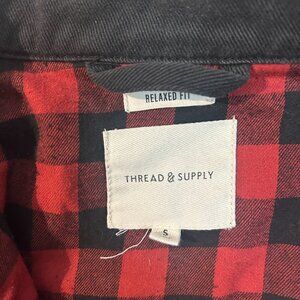 RELAXED FIT
THREAD & SUPPLY
S